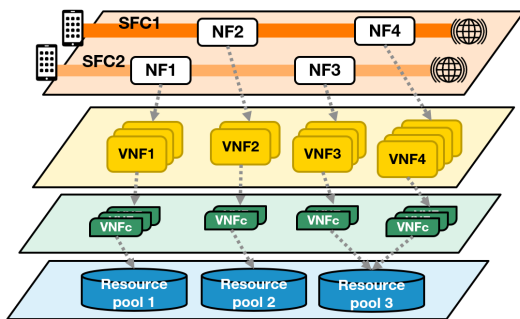 SFC1
NF2
NF4
SFC2
NF1
NF3
VNF1
VNF2
VNF3
VNF4
VNFc
VNFc
VNFc
VNFc
Resource
pool 1
Resource
pool 2
Resource
pool 3